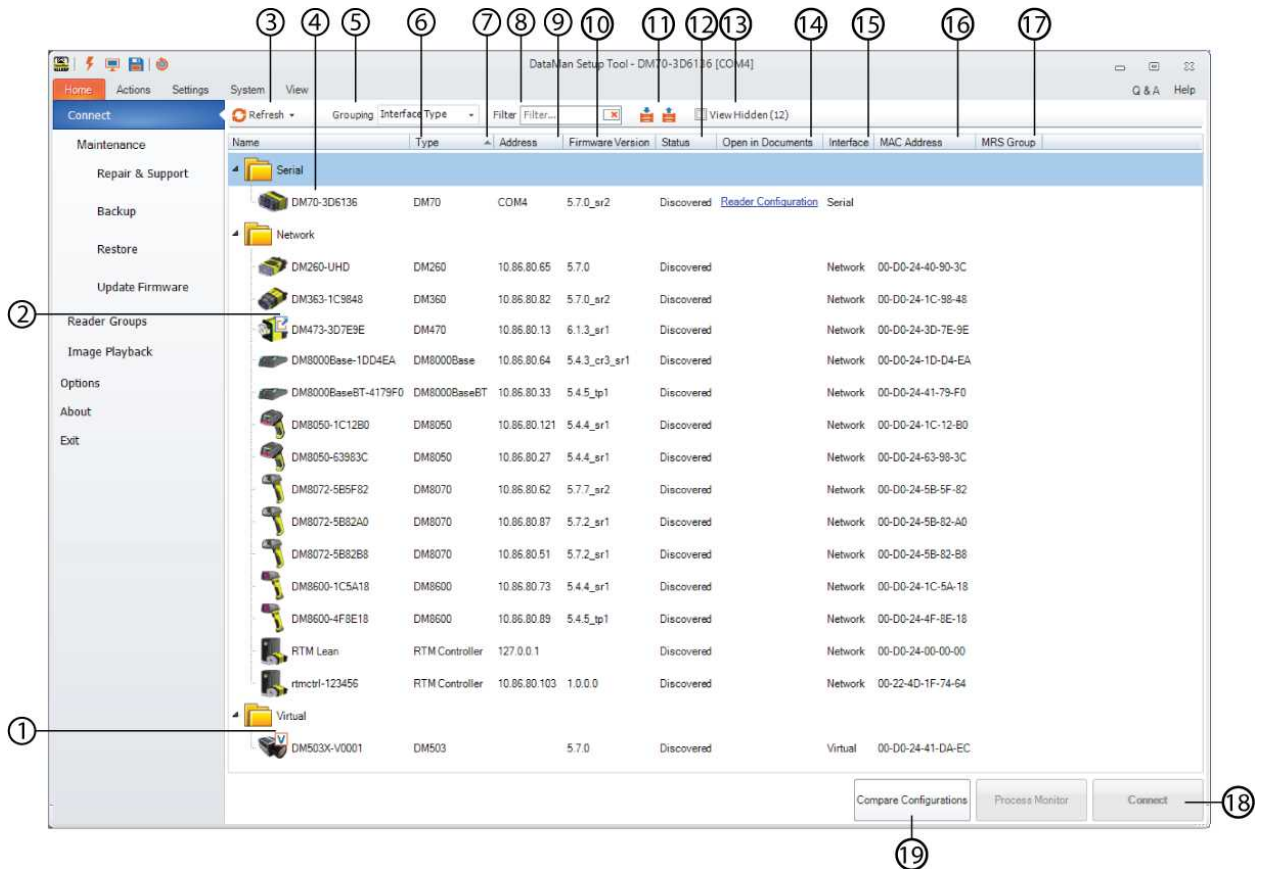 3 4 5 6 7 8 9 10 11 12 13 14 15 16 17
DataMan Setup Tool - DM70-3D6136 [COM4]
Home Actions Settings System View Q & A Help
Connect Refresh Grouping Interface Type Filter Filter... View Hidden (12)
Maintenance Name Type Address Firmware Version Status Open in Documents Interface MAC Address MRS Group
Repair & Support Serial
DM70-3D6136 DM70 COM4 5.7.0_sr2 Discovered Reader Configuration Serial
Backup
Network
Restore
DM260-UHD DM260 10.86.80.65 5.7.0 Discovered Network 00-D0-24-40-90-3C
Update Firmware
DM363-1C9848 DM360 10.86.80.82 5.7.0_sr2 Discovered Network 00-D0-24-1C-98-48
2 Reader Groups
DM473-3D7E9E DM470 10.86.80.13 6.1.3_sr1 Discovered Network 00-D0-24-3D-7E-9E
Image Playback
DM8000Base-1DD4EA DM8000Base 10.86.80.64 5.4.3_cr3_sr1 Discovered Network 00-D0-24-1D-D4-EA
Options
DM8000BaseBT-4179F0 DM8000BaseBT 10.86.80.33 5.4.5_tp1 Discovered Network 00-D0-24-41-79-F0
About
DM8050-1C12B0 DM8050 10.86.80.121 5.4.4_sr1 Discovered Network 00-D0-24-1C-12-B0
Exit
DM8050-63983C DM8050 10.86.80.27 5.4.4_sr1 Discovered Network 00-D0-24-63-98-3C
DM8072-5B5F82 DM8070 10.86.80.62 5.7.7_sr2 Discovered Network 00-D0-24-5B-5F-82
DM8072-5B82A0 DM8070 10.86.80.87 5.7.2_sr1 Discovered Network 00-D0-24-5B-82-A0
DM8072-5B82B8 DM8070 10.86.80.51 5.7.2_sr1 Discovered Network 00-D0-24-5B-82-B8
DM8600-1C5A18 DM8600 10.86.80.73 5.4.4_sr1 Discovered Network 00-D0-24-1C-5A-18
DM8600-4F8E18 DM8600 10.86.80.89 5.4.5_tp1 Discovered Network 00-D0-24-4F-8E-18
RTM Lean RTM Controller 127.0.0.1 Discovered Network 00-D0-24-00-00-00
rtmctrl-123456 RTM Controller 10.86.80.103 1.0.0.0 Discovered Network 00-22-4D-1F-74-64
Virtual
1
V
DM503X-V0001 DM503 5.7.0 Discovered Virtual 00-D0-24-41-DA-EC
Compare Configurations Process Monitor Connect 18
19